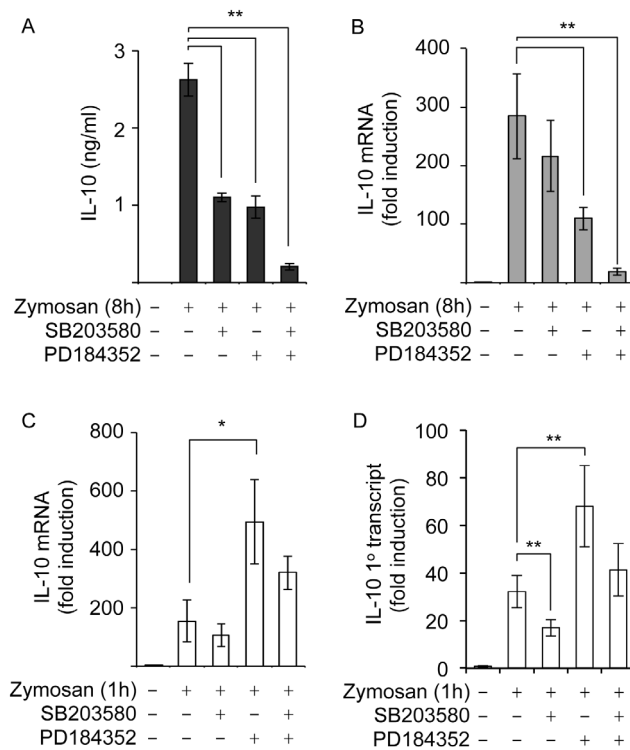 A
**
IL-10 (ng/ml)
3
2
1
Zymosan (8h) – + + + +
SB203580 – – + – +
PD184352 – – – + +
B
**
IL-10 mRNA
(fold induction)
400
300
200
100
Zymosan (8h) – + + + +
SB203580 – – + – +
PD184352 – – – + +
C
*
IL-10 mRNA
(fold induction)
800
600
400
200
Zymosan (1h) – + + + +
SB203580 – – + – +
PD184352 – – – + +
D
**
**
IL-10 1º transcript
(fold induction)
100
80
60
40
20
0
Zymosan (1h) – + + + +
SB203580 – – + – +
PD184352 – – – + +